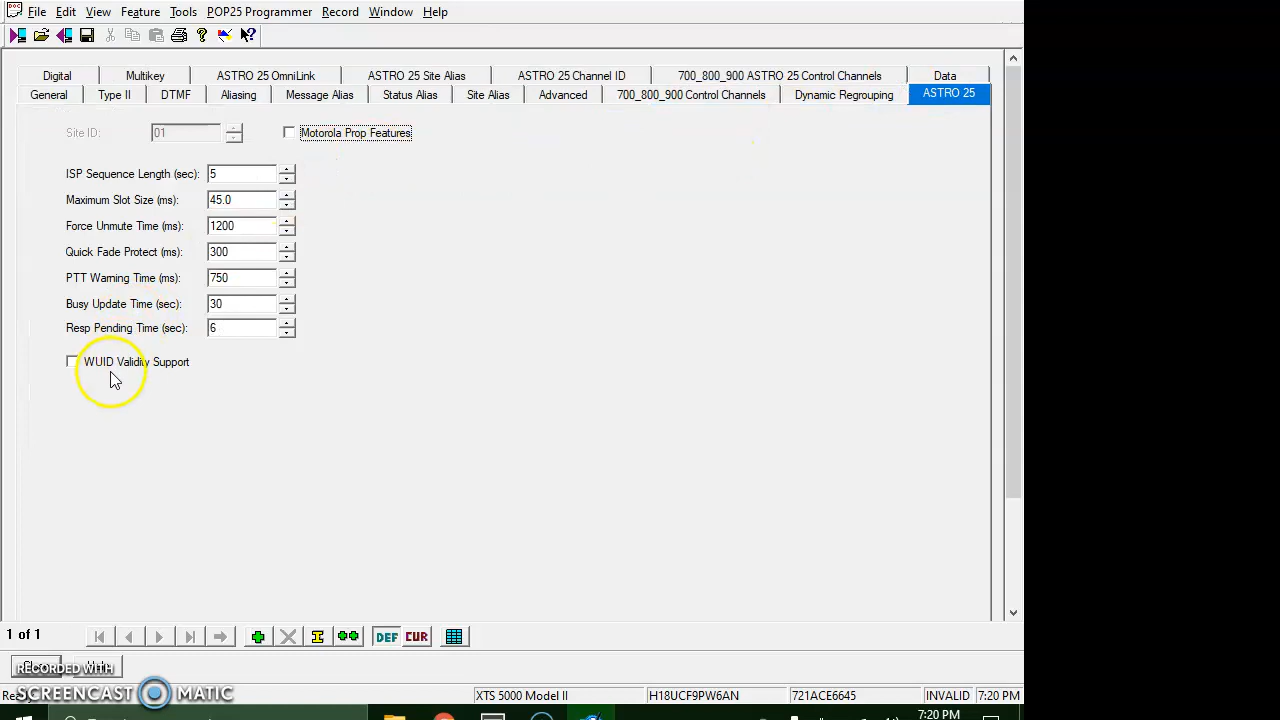 File Edit Feature Tools POP25 Programmer Record Window Help
Digital Multikey ASTRO 25 OmniLink ASTRO 25 Site Alias ASTRO 25 Channel ID 700_800_900 ASTRO 25 Control Channels Data
General Type II DTMF Aliasing Message Alias Status Alias Site Alias Advanced 700_800_900 Control Channels Dynamic Regrouping ASTRO 25
Site ID: 01 Motorola Prop Features
ISP Sequence Length (sec): 5
Maximum Slot Size (ms): 45.0
Force Unmute Time (ms): 1200
Quick Fade Protect (ms): 300
PTT Warning Time (ms): 750
Busy Update Time (sec): 30
Resp Pending Time (sec): 6
WUID Validity Support
1 of 1 DEF CUR
RECORDED WITH
SCREENCAST MATIC
XTS 5000 Model II H18UCF9PW6AN 721ACE6645 INVALID 7:20 PM
7:20 PM